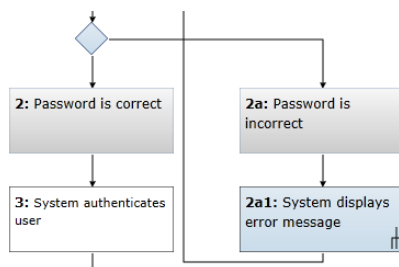 2: Password is correct
2a: Password is
incorrect
3: System authenticates
user
2a1: System displays
error message